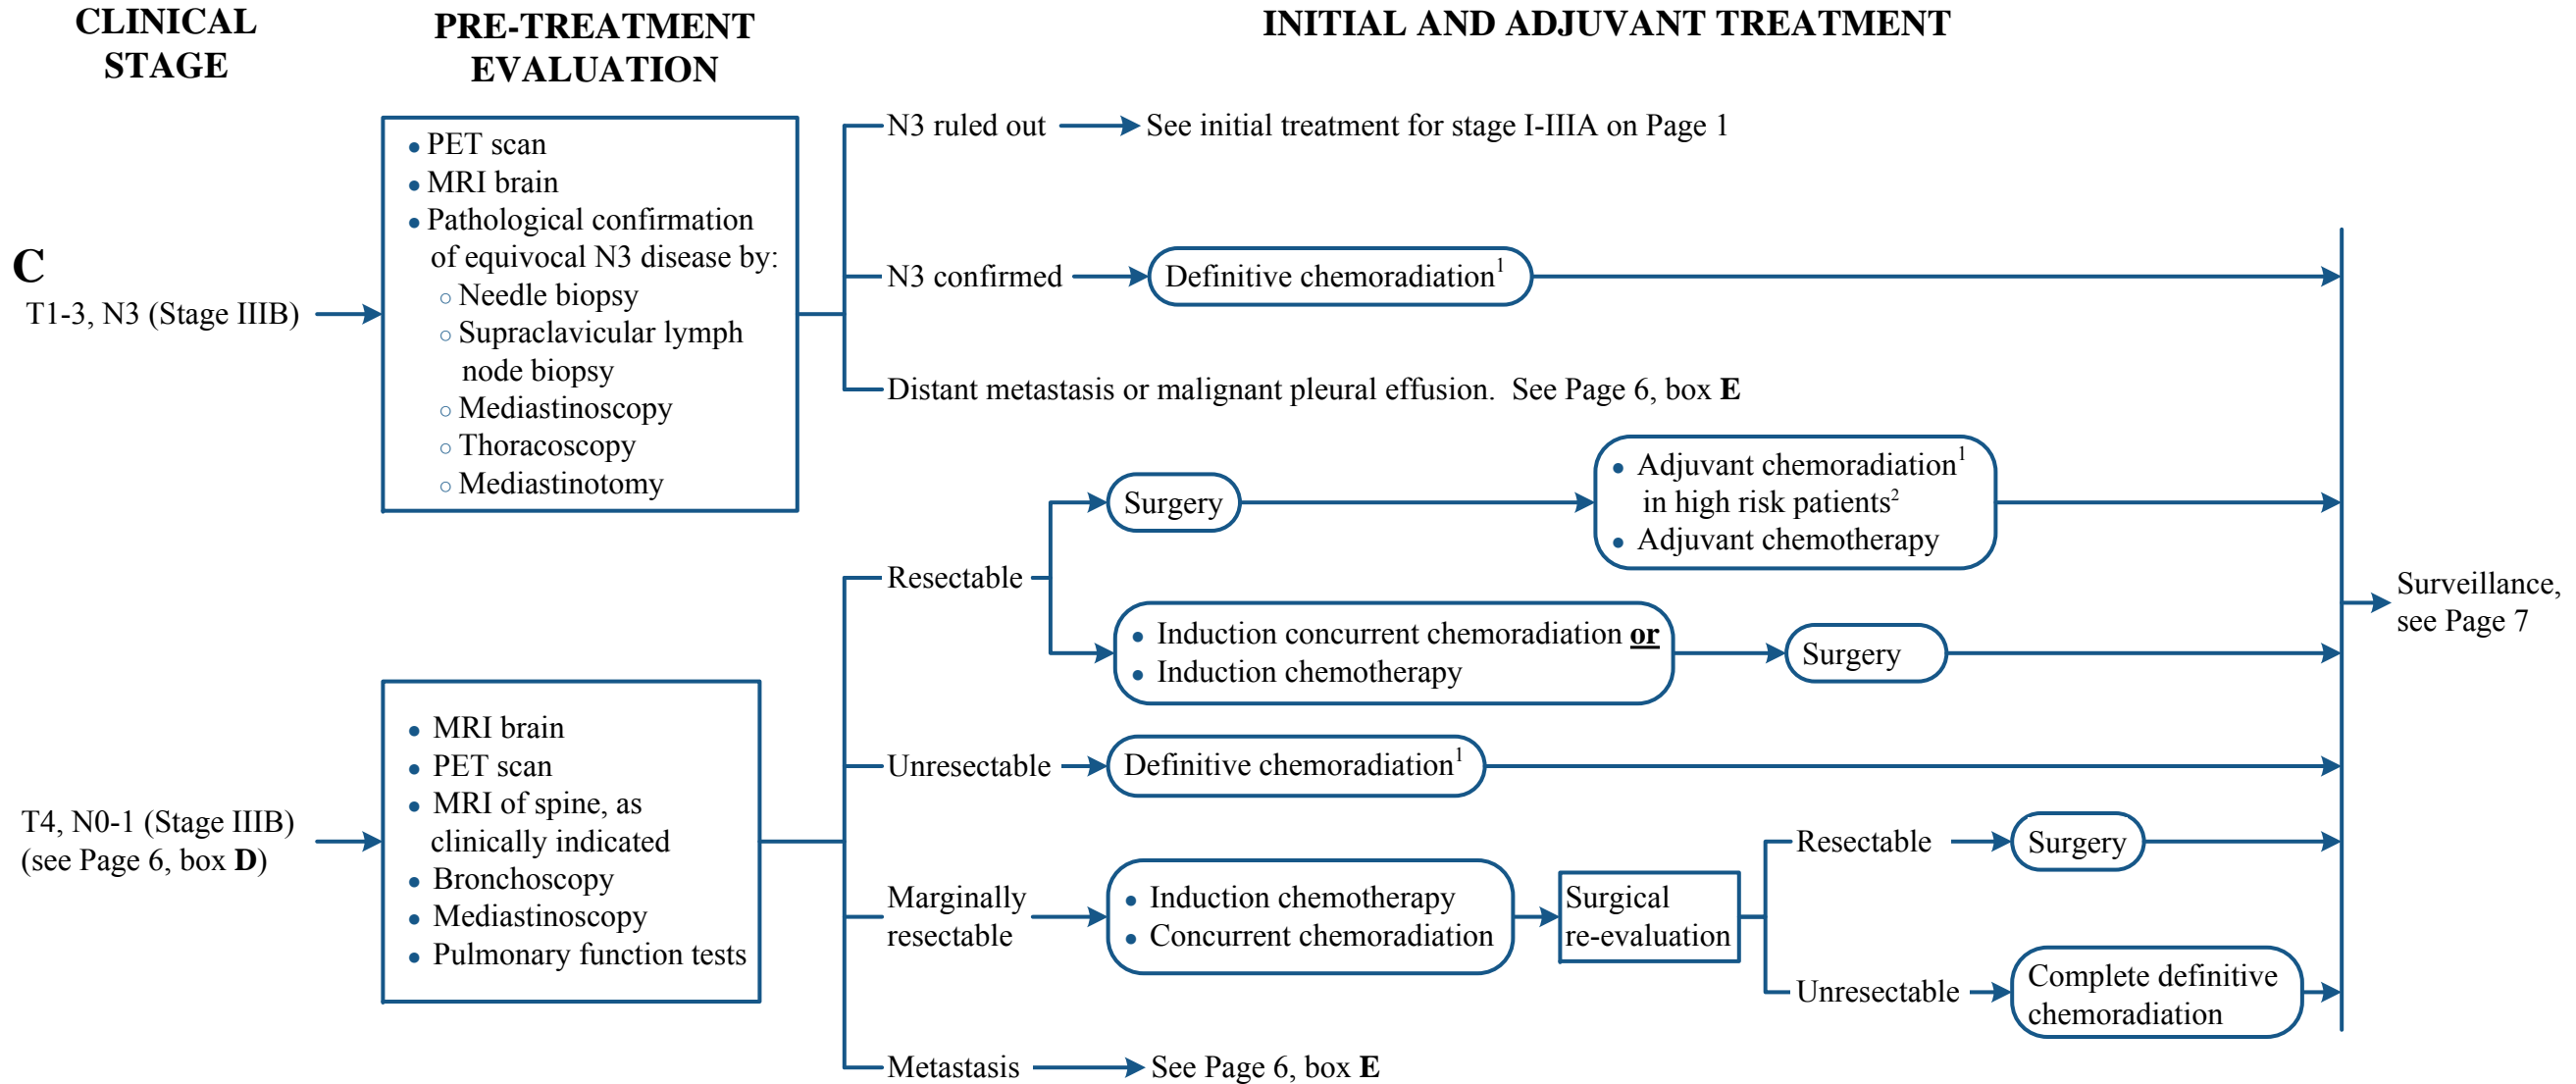 CLINICAL
STAGE
PRE-TREATMENT
EVALUATION
INITIAL AND ADJUVANT TREATMENT
C
T1-3, N3 (Stage IIIB)
● PET scan
● MRI brain
● Pathological confirmation
of equivocal N3 disease by:
○ Needle biopsy
○ Supraclavicular lymph
node biopsy
○ Mediastinoscopy
○ Thoracoscopy
○ Mediastinotomy
N3 ruled out
See initial treatment for stage I-IIIA on Page 1
N3 confirmed
Definitive chemoradiation¹
Distant metastasis or malignant pleural effusion. See Page 6, box E
T4, N0-1 (Stage IIIB)
(see Page 6, box D)
● MRI brain
● PET scan
● MRI of spine, as
clinically indicated
● Bronchoscopy
● Mediastinoscopy
● Pulmonary function tests
Resectable
Surgery
● Adjuvant chemoradiation¹
in high risk patients²
● Adjuvant chemotherapy
● Induction concurrent chemoradiation or
● Induction chemotherapy
Surgery
Unresectable
Definitive chemoradiation¹
Marginally
resectable
● Induction chemotherapy
● Concurrent chemoradiation
Surgical
re-evaluation
Resectable
Surgery
Unresectable
Complete definitive
chemoradiation
Metastasis
See Page 6, box E
Surveillance,
see Page 7